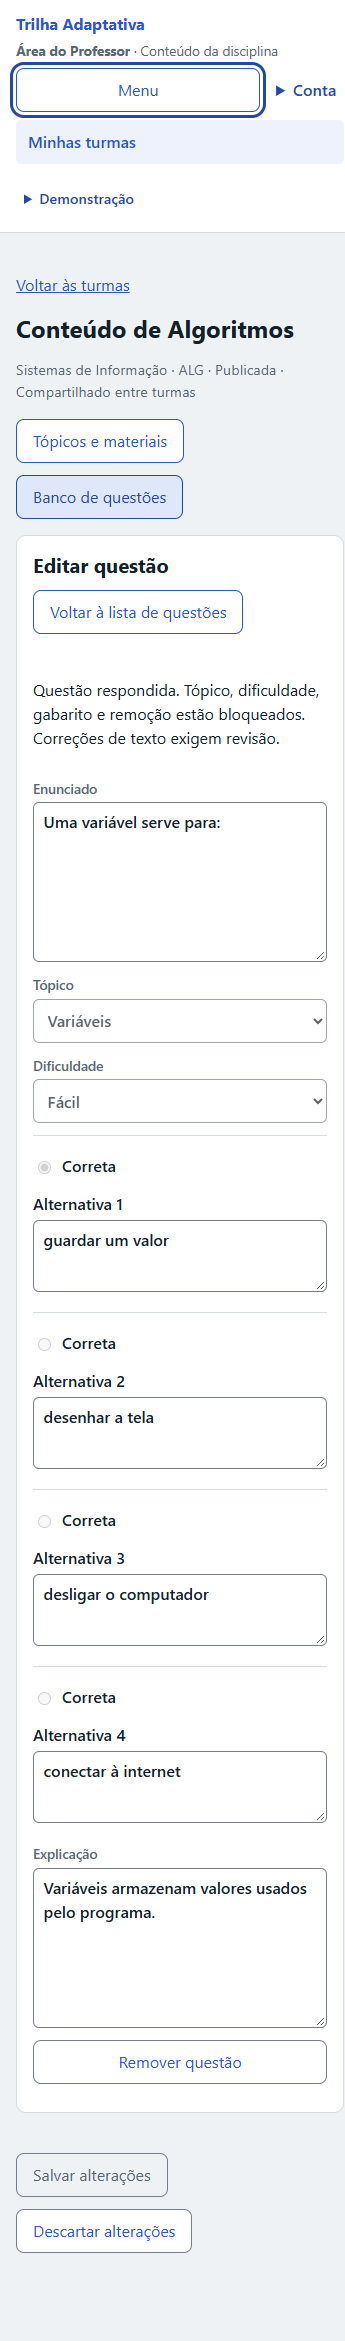 Trilha Adaptativa
Área do Professor · Conteúdo da disciplina
Menu
Conta
Minhas turmas
Demonstração
Voltar às turmas
Conteúdo de Algoritmos
Sistemas de Informação · ALG · Publicada ·
Compartilhado entre turmas
Tópicos e materiais
Banco de questões
Editar questão
Voltar à lista de questões
Questão respondida. Tópico, dificuldade,
gabarito e remoção estão bloqueados.
Correções de texto exigem revisão.
Enunciado
Uma variável serve para:
Tópico
Variáveis
Dificuldade
Fácil
Correta
Alternativa 1
guardar um valor
Correta
Alternativa 2
desenhar a tela
Correta
Alternativa 3
desligar o computador
Correta
Alternativa 4
conectar à internet
Explicação
Variáveis armazenam valores usados
pelo programa.
Remover questão
Salvar alterações
Descartar alterações